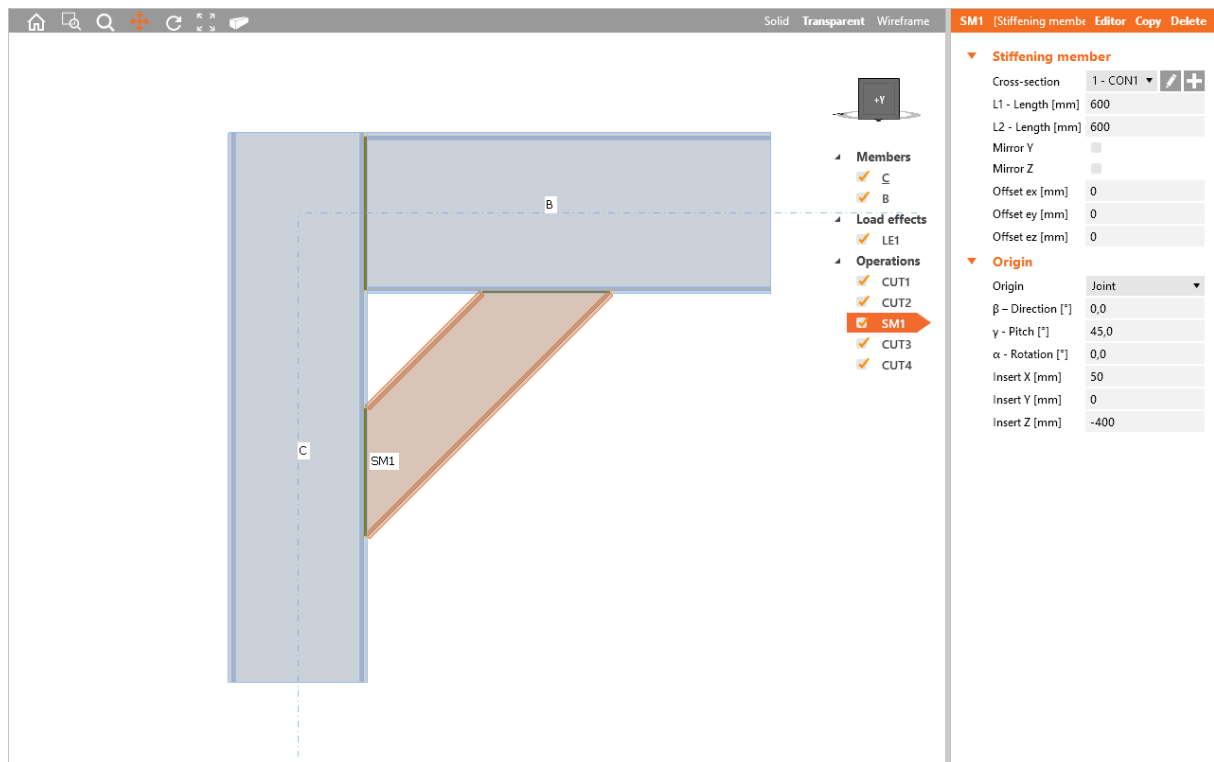 Solid Transparent Wireframe
SM1 [Stiffening membe Editor Copy Delete
+Y
Members
C
B
Load effects
LE1
Operations
CUT1
CUT2
SM1
CUT3
CUT4
B
C
SM1
Stiffening member
Cross-section 1 - CON1
L1 - Length [mm] 600
L2 - Length [mm] 600
Mirror Y
Mirror Z
Offset ex [mm] 0
Offset ey [mm] 0
Offset ez [mm] 0
Origin
Origin Joint
β – Direction [°] 0,0
γ - Pitch [°] 45,0
α - Rotation [°] 0,0
Insert X [mm] 50
Insert Y [mm] 0
Insert Z [mm] -400